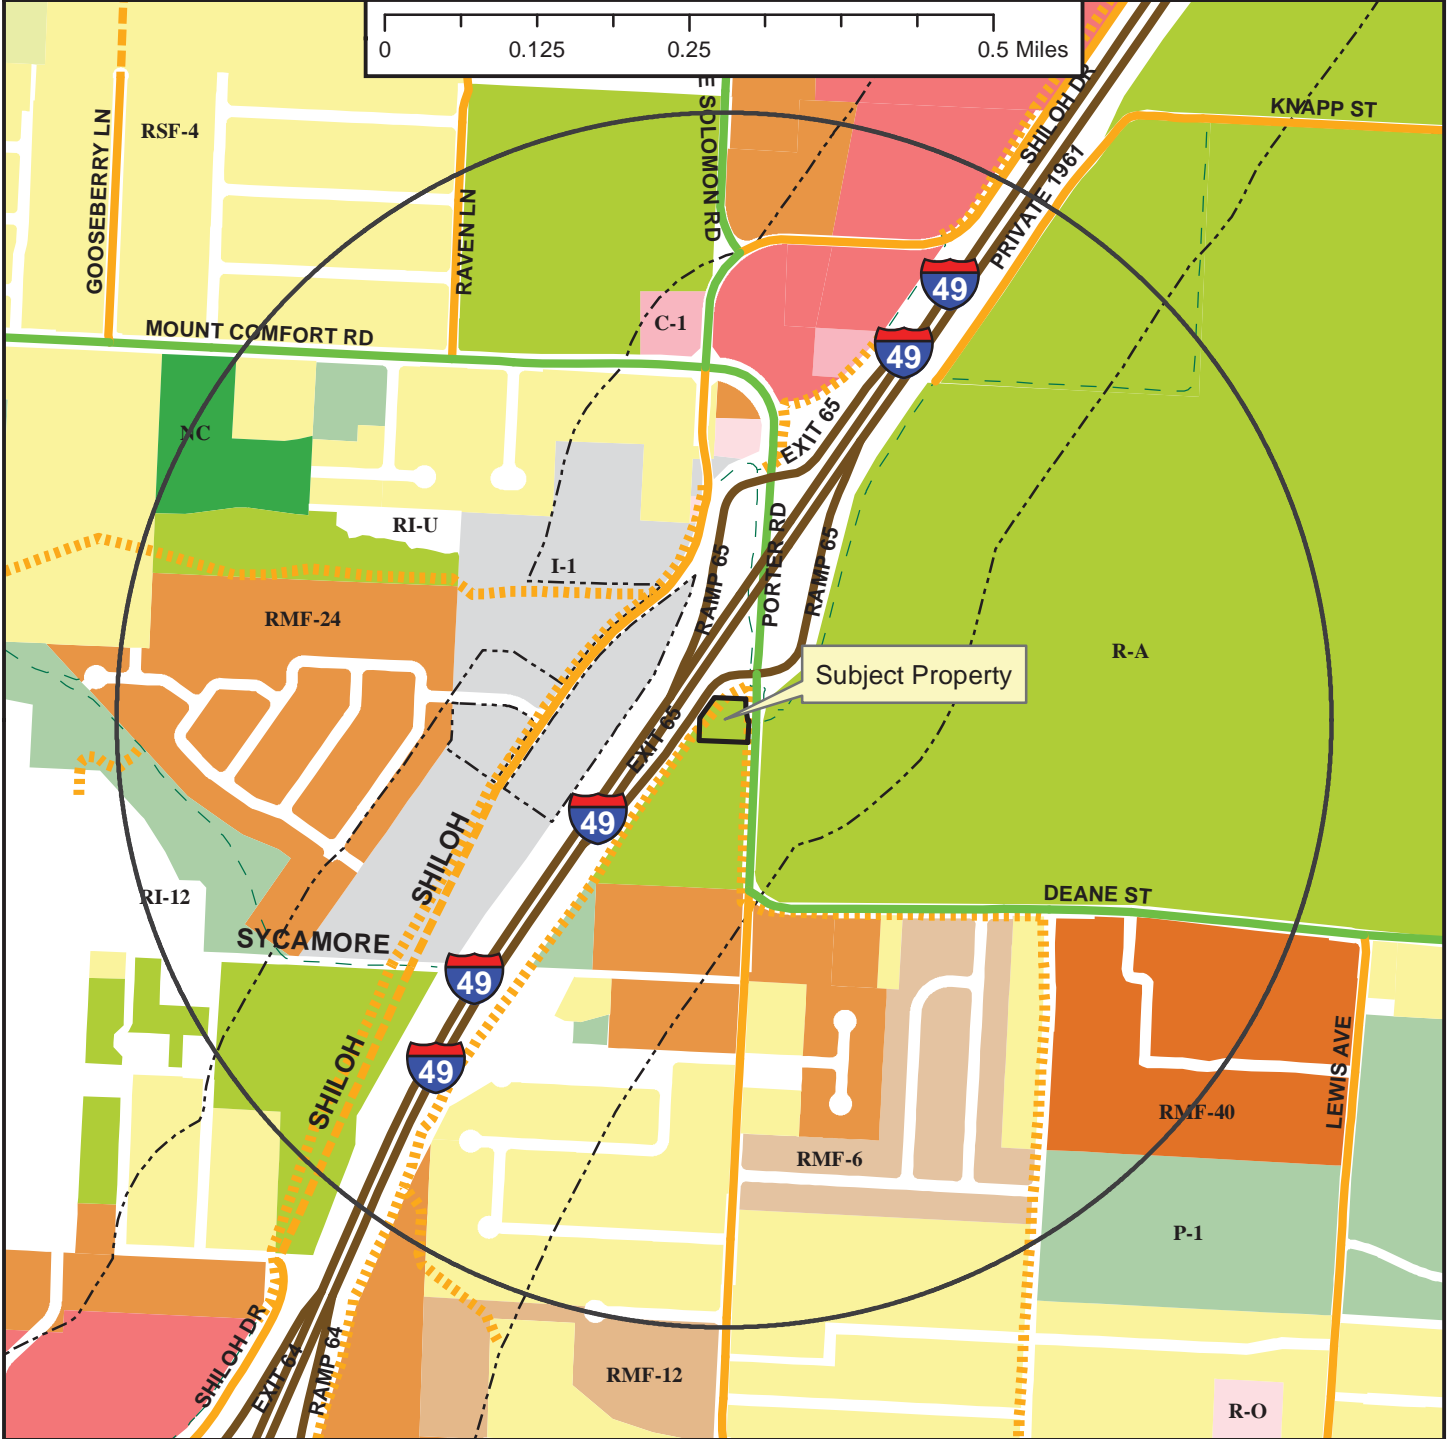 0 0.125 0.25 0.5 Miles
SHILOH DR
KNAPP ST
GOOSEBERRY LN
RSF-4
E SOLOMON RD
PRIVATE 1961
RAVEN LN
49
C-1
MOUNT COMFORT RD
49
NC
EXIT 65
RI-U
PORTER RD
RAMP 65
RAMP 65
I-1
RMF-24
R-A
Subject Property
EXIT 65
49
SHILOH
RI-12
DEANE ST
SYCAMORE
49
SHILOH
49
LEWIS AVE
RMF-40
RMF-6
P-1
SHILOH DR
EXIT 64
RAMP 64
RMF-12
R-O